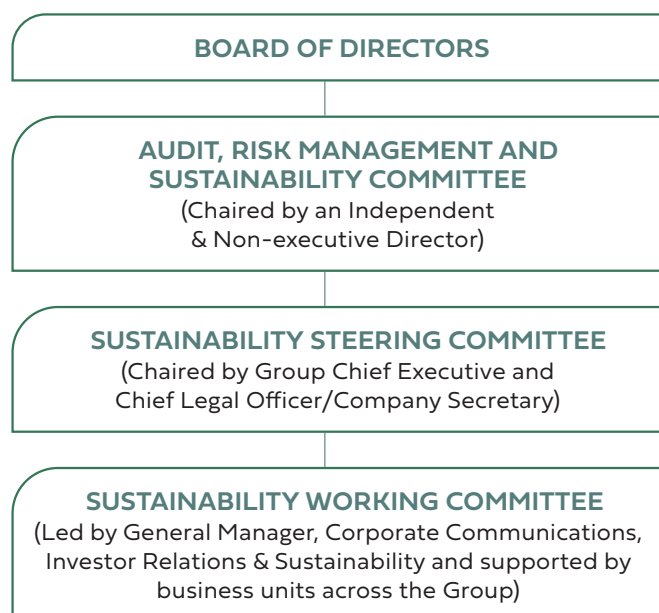 BOARD OF DIRECTORS
AUDIT, RISK MANAGEMENT AND
SUSTAINABILITY COMMITTEE
(Chaired by an Independent
& Non-executive Director)
SUSTAINABILITY STEERING COMMITTEE
(Chaired by Group Chief Executive and
Chief Legal Officer/Company Secretary)
SUSTAINABILITY WORKING COMMITTEE
(Led by General Manager, Corporate Communications,
Investor Relations & Sustainability and supported by
business units across the Group)